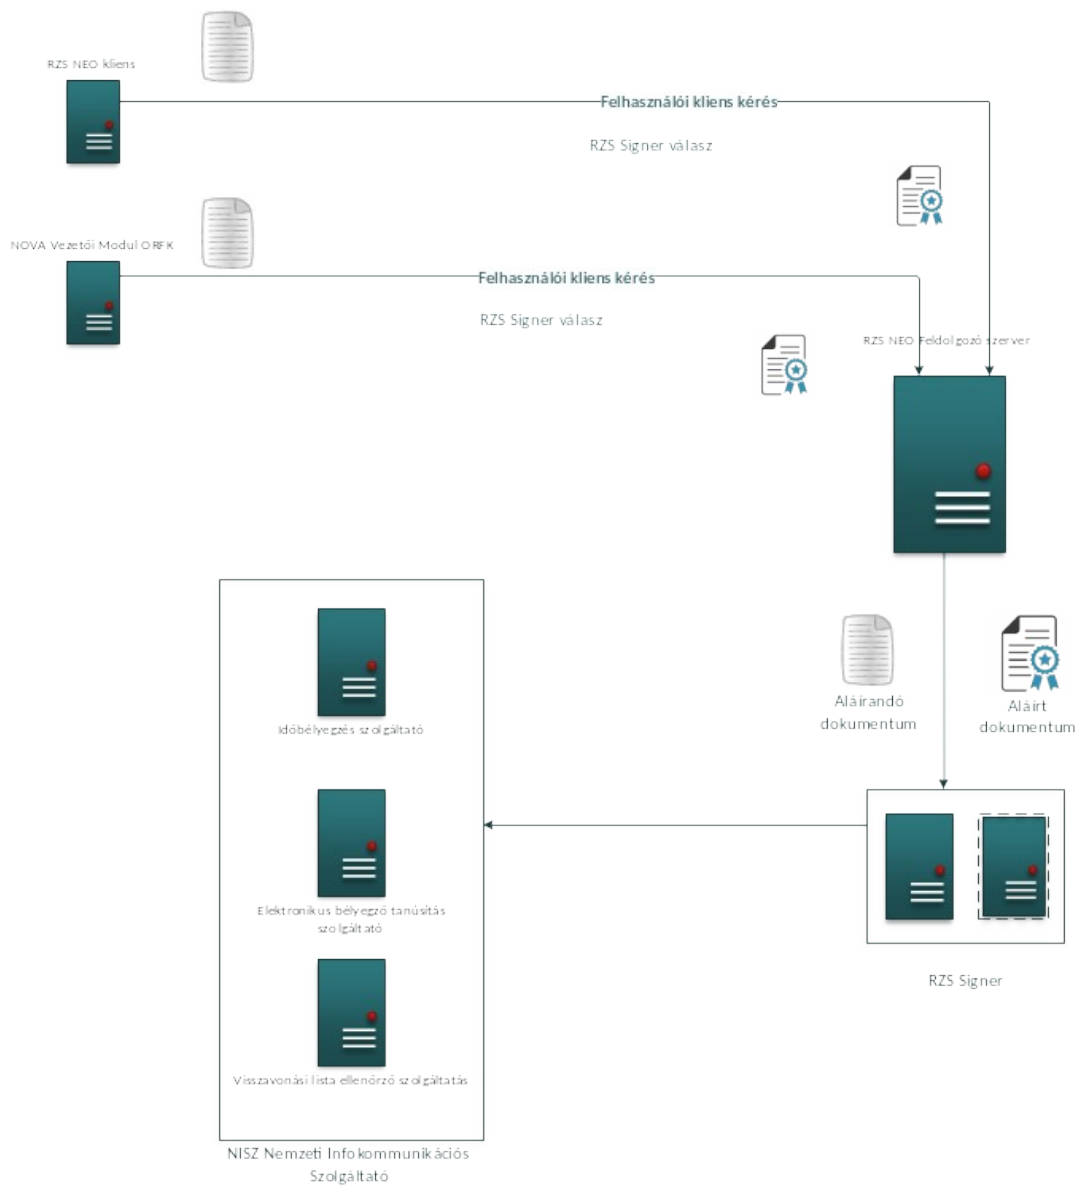 RZS NEO kliens
Felhasználói kliens kérés
RZS Signer válasz
NOVA Vezetői Modul ORFK
Felhasználói kliens kérés
RZS Signer válasz
RZS NEO Feldolgozó szerver
Aláírandó
dokumentum
Aláírt
dokumentum
Időbélyegzés szolgáltató
Elektronikus bélyegző tanúsítás
szolgáltató
RZS Signer
Visszavonási lista ellenőrző szolgáltatás
NISZ Nemzeti Infokommunikációs
Szolgáltató